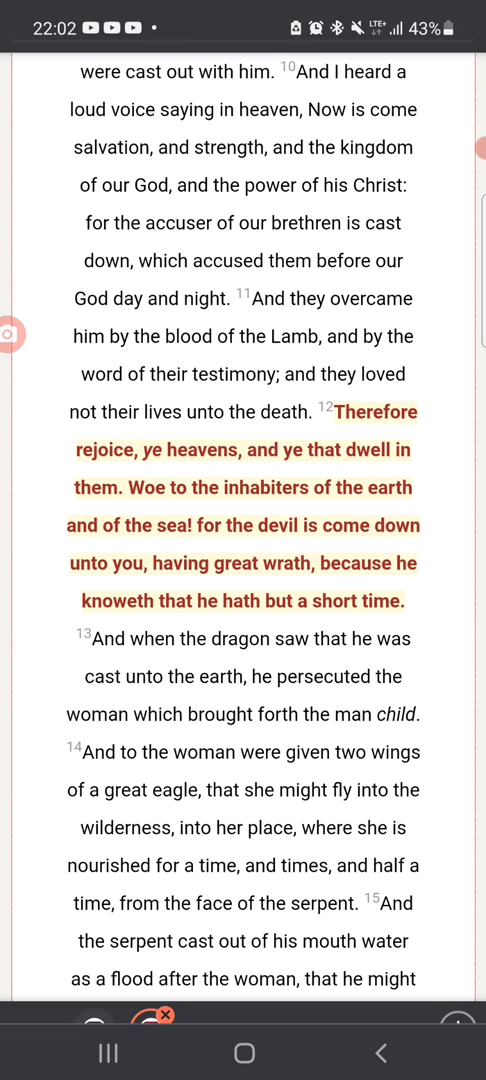 22:02 LTE+ 43%
were cast out with him. 10And I heard a
loud voice saying in heaven, Now is come
salvation, and strength, and the kingdom
of our God, and the power of his Christ:
for the accuser of our brethren is cast
down, which accused them before our
God day and night. 11And they overcame
him by the blood of the Lamb, and by the
word of their testimony; and they loved
not their lives unto the death. 12Therefore
rejoice, ye heavens, and ye that dwell in
them. Woe to the inhabiters of the earth
and of the sea! for the devil is come down
unto you, having great wrath, because he
knoweth that he hath but a short time.
13And when the dragon saw that he was
cast unto the earth, he persecuted the
woman which brought forth the man child.
14And to the woman were given two wings
of a great eagle, that she might fly into the
wilderness, into her place, where she is
nourished for a time, and times, and half a
time, from the face of the serpent. 15And
the serpent cast out of his mouth water
as a flood after the woman, that he might